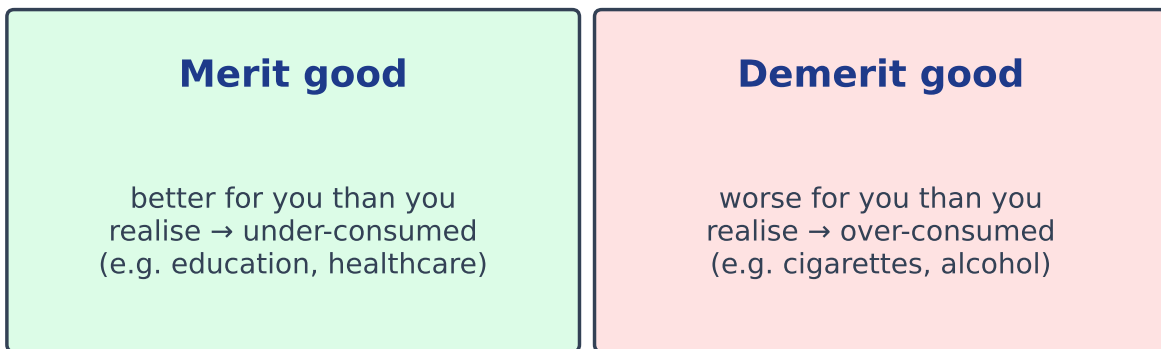 Merit good
better for you than you
realise → under-consumed
(e.g. education, healthcare)
Demerit good
worse for you than you
realise → over-consumed
(e.g. cigarettes, alcohol)